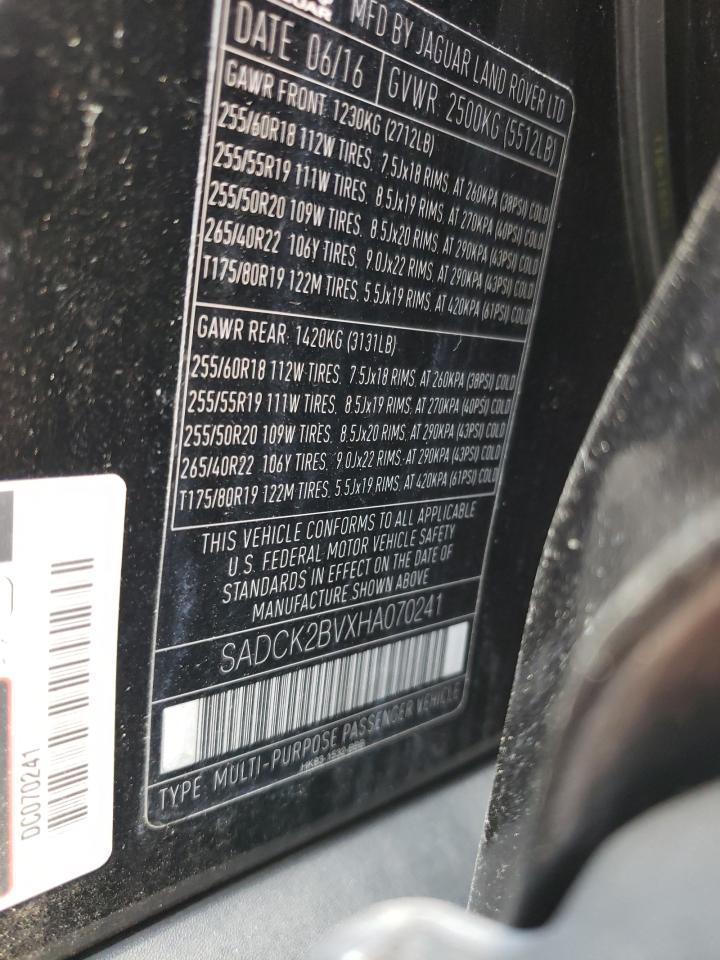 JAGUAR
MFD BY JAGUAR LAND ROVER LTD
DATE: 06/16 GVWR: 2500KG (5512LB)
GAWR FRONT 1230KG (2712LB)
255/60R18 112W TIRES, 7.5Jx18 RIMS, AT 260KPA (38PSI) COLD
255/55R19 111W TIRES, 8.5Jx19 RIMS, AT 270KPA (40PSI) COLD
255/50R20 109W TIRES, 8.5Jx20 RIMS, AT 290KPA (43PSI) COLD
265/40R22 106Y TIRES, 9.0Jx22 RIMS, AT 290KPA (43PSI) COLD
T175/80R19 122M TIRES, 5.5Jx19 RIMS, AT 420KPA (61PSI) COLD
GAWR REAR 1420KG (3131LB)
255/60R18 112W TIRES, 7.5Jx18 RIMS, AT 260KPA (38PSI) COLD
255/55R19 111W TIRES, 8.5Jx19 RIMS, AT 270KPA (40PSI) COLD
255/50R20 109W TIRES, 8.5Jx20 RIMS, AT 290KPA (43PSI) COLD
265/40R22 106Y TIRES, 9.0Jx22 RIMS, AT 290KPA (43PSI) COLD
T175/80R19 122M TIRES, 5.5Jx19 RIMS, AT 420KPA (61PSI) COLD
THIS VEHICLE CONFORMS TO ALL APPLICABLE
U.S. FEDERAL MOTOR VEHICLE SAFETY
STANDARDS IN EFFECT ON THE DATE OF
MANUFACTURE SHOWN ABOVE
SADCK2BVXHA070241
TYPE: MULTI-PURPOSE PASSENGER VEHICLE
DC070241